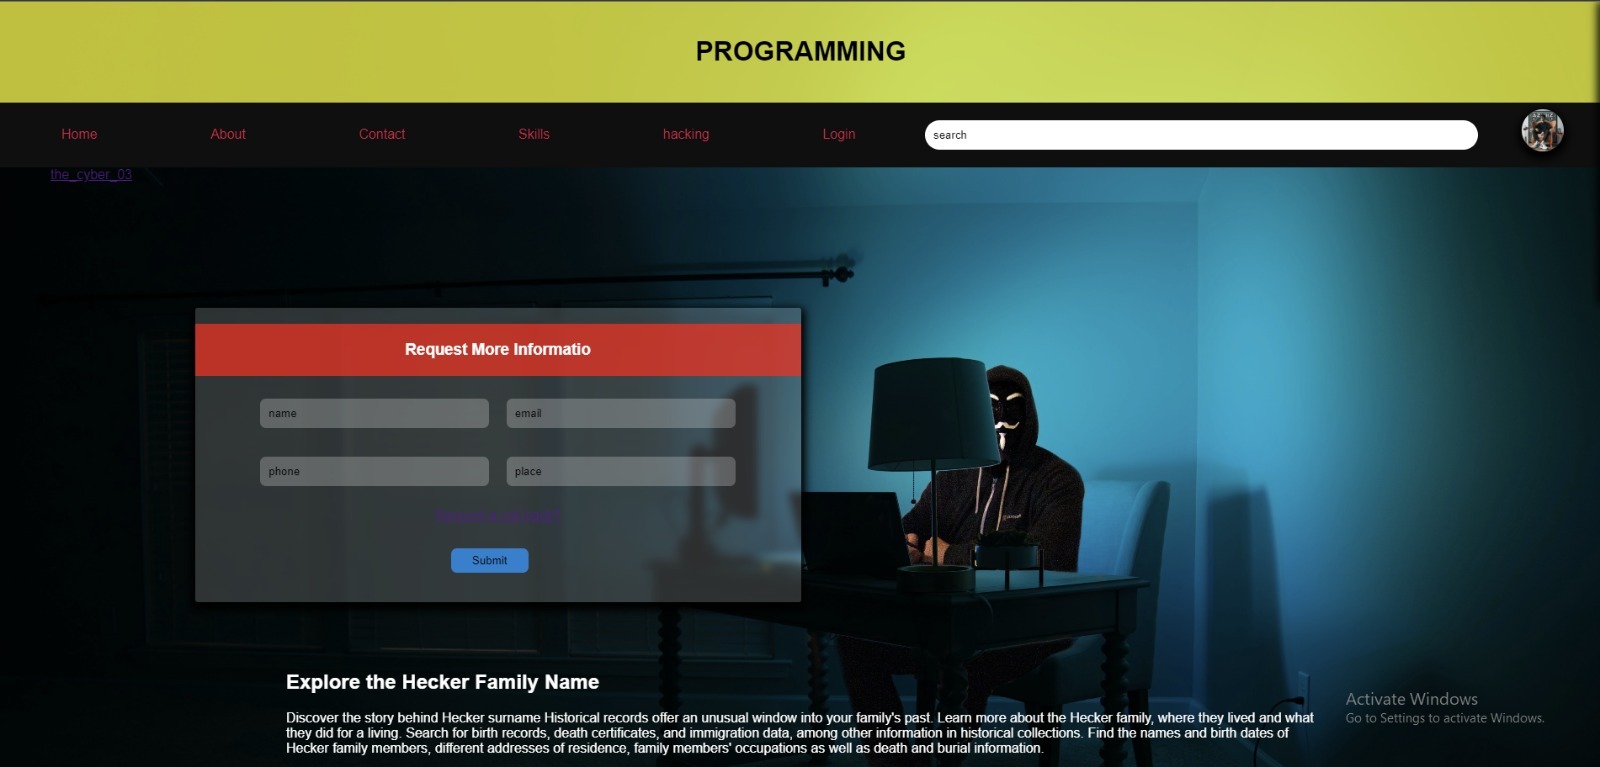 PROGRAMMING
Home About Contact Skills hacking Login search
the_cyber_03
Request More Informatio
name email
phone place
Submit
Explore the Hecker Family Name
Discover the story behind Hecker surname Historical records offer an unusual window into your family's past. Learn more about the Hecker family, where they lived and what
they did for a living. Search for birth records, death certificates, and immigration data, among other information in historical collections. Find the names and birth dates of
Hecker family members, different addresses of residence, family members' occupations as well as death and burial information.
Activate Windows
Go to Settings to activate Windows.